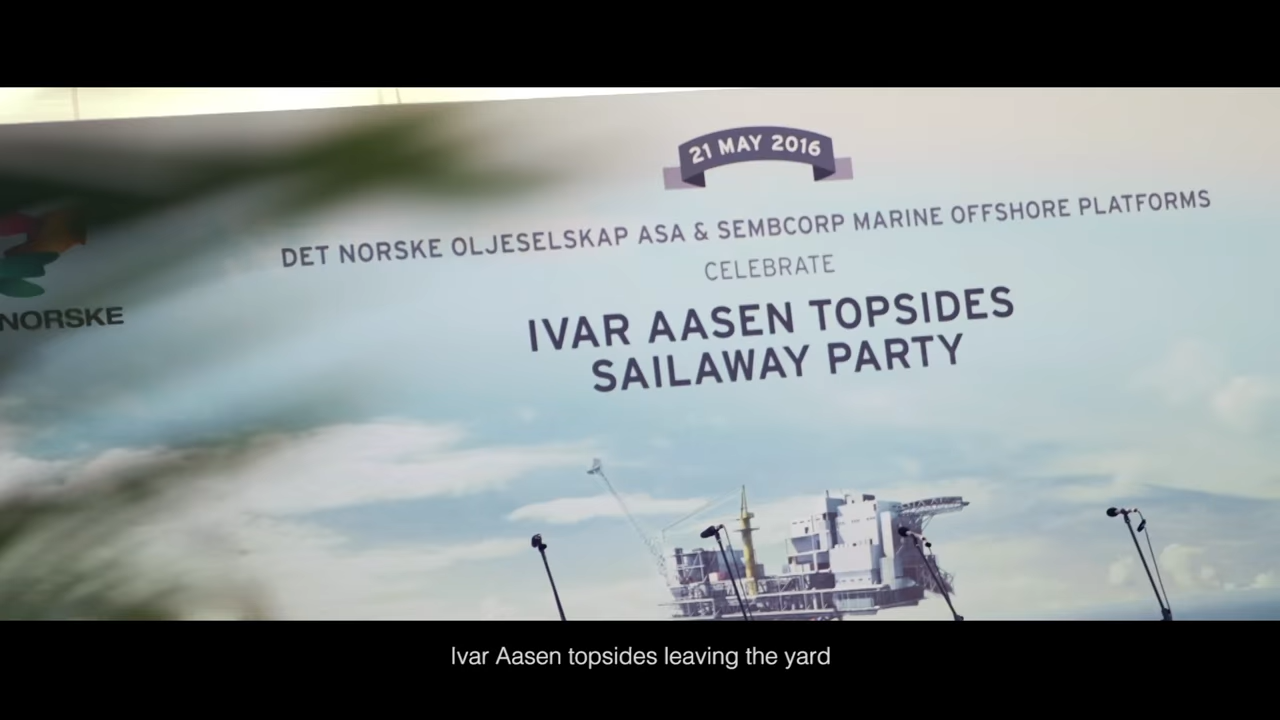 21 MAY 2016
DET NORSKE OLJESELSKAP ASA & SEMBCORP MARINE OFFSHORE PLATFORMS
CELEBRATE
IVAR AASEN TOPSIDES
SAILAWAY PARTY
NORSKE
Ivar Aasen topsides leaving the yard